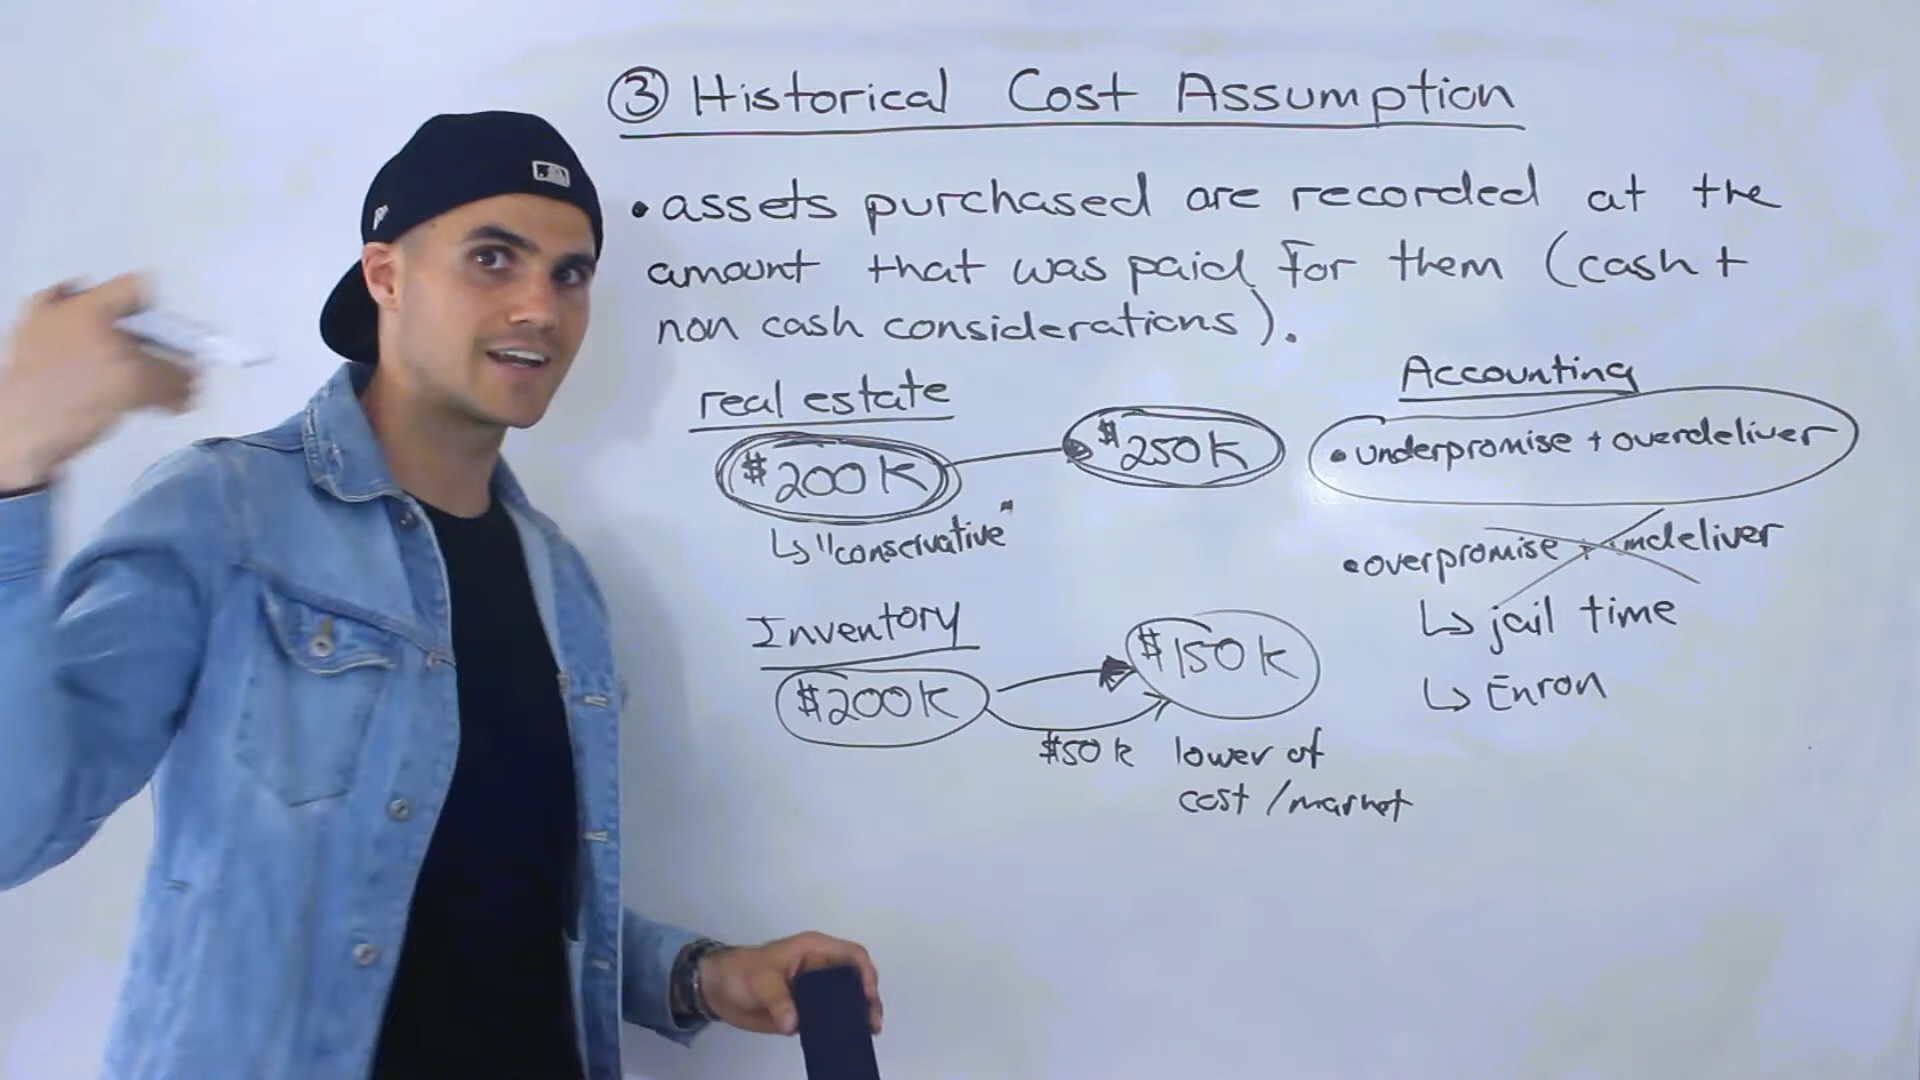 ③ Historical Cost Assumption
• assets purchased are recorded at the
amount that was paid for them (cash +
non cash considerations).
real estate
$200k
$250k
↳ "conservative"
Inventory
$200k
$150k
$50k
lower of
cost / market
Accounting
• underpromise + overdeliver
• overpromise +
↳ jail time
↳ Enron